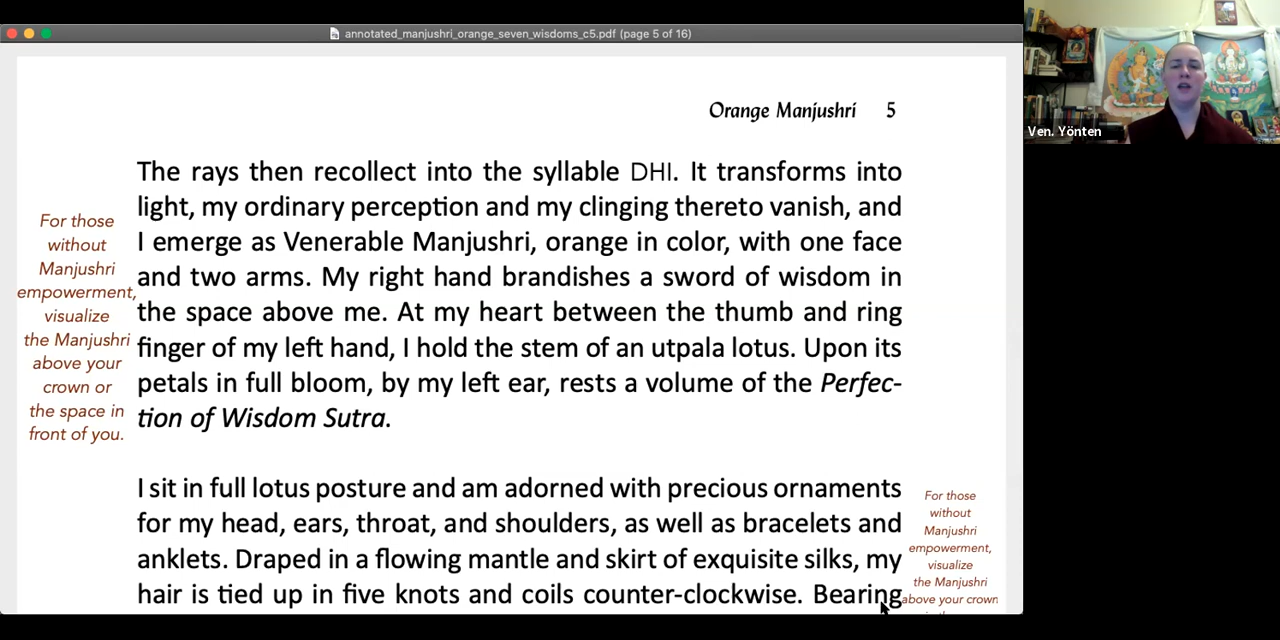 annotated_manjushri_orange_seven_wisdoms_c5.pdf (page 5 of 16)
Ven. Yönten
Orange Manjushri 5
The rays then recollect into the syllable DHI. It transforms into
light, my ordinary perception and my clinging thereto vanish, and
I emerge as Venerable Manjushri, orange in color, with one face
and two arms. My right hand brandishes a sword of wisdom in
the space above me. At my heart between the thumb and ring
finger of my left hand, I hold the stem of an utpala lotus. Upon its
petals in full bloom, by my left ear, rests a volume of the Perfec-
tion of Wisdom Sutra.
For those
without
Manjushri
empowerment,
visualize
the Manjushri
above your
crown or
the space in
front of you.
I sit in full lotus posture and am adorned with precious ornaments
for my head, ears, throat, and shoulders, as well as bracelets and
anklets. Draped in a flowing mantle and skirt of exquisite silks, my
hair is tied up in five knots and coils counter-clockwise. Bearing
For those
without
Manjushri
empowerment,
visualize
the Manjushri
above your crown